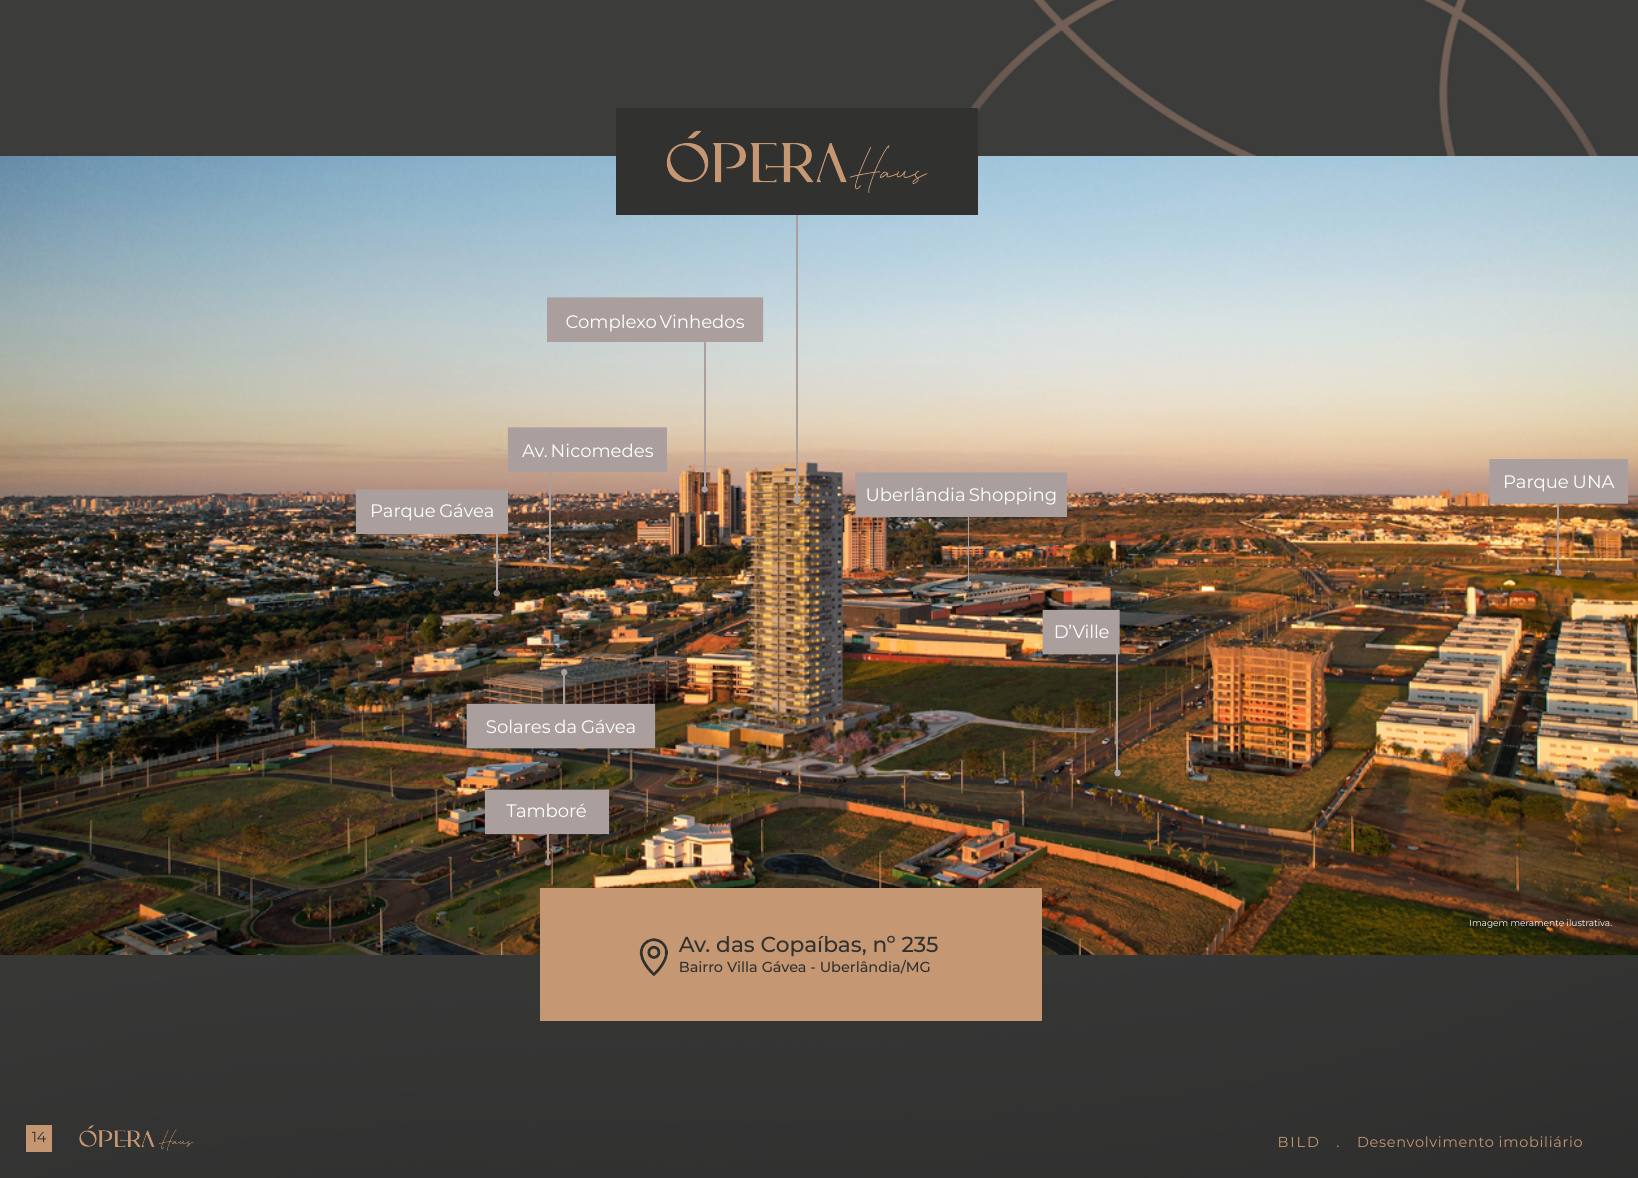 ÓPERA Haus
Complexo Vinhedos
Av. Nicomedes
Parque Gávea
Uberlândia Shopping
Parque UNA
D'Ville
Solares da Gávea
Tamboré
Imagem meramente ilustrativa.
Av. das Copaíbas, nº 235
Bairro Villa Gávea - Uberlândia/MG
14
ÓPERA Haus
BILD . Desenvolvimento imobiliário